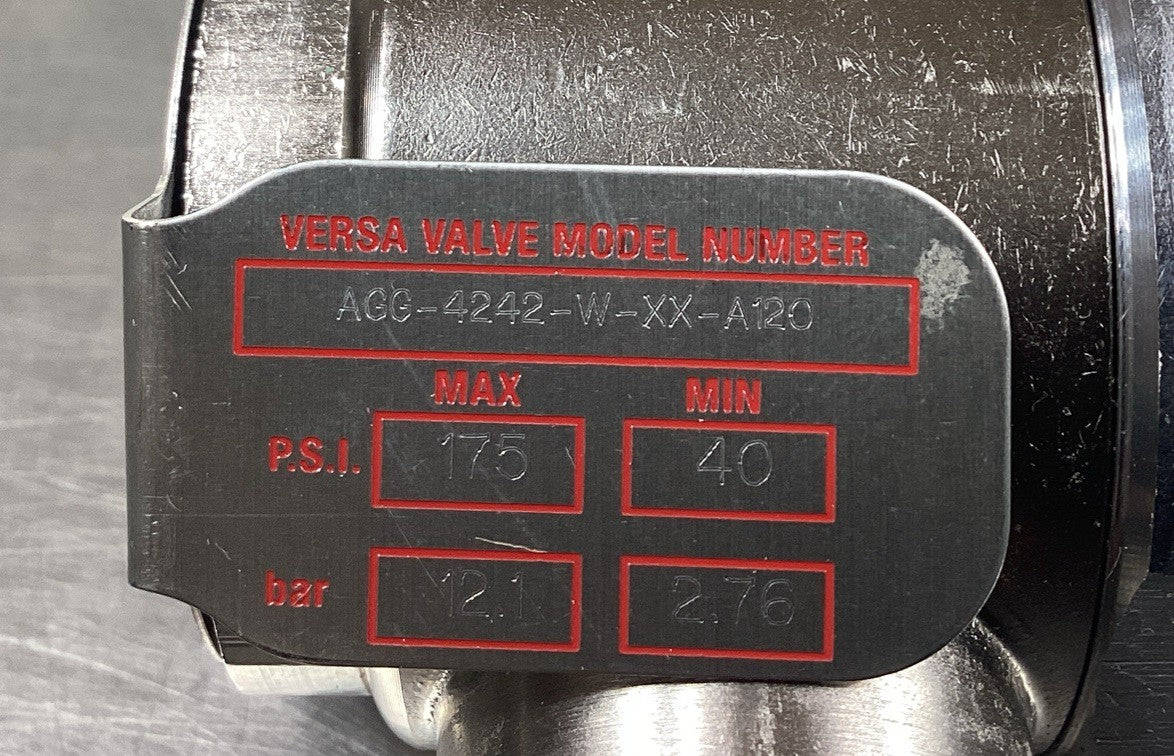 VERSA VALVE MODEL NUMBER
AGG-4242-W-XX-A120
MAX MIN
P.S.I. 175 40
bar 12.1 2.76